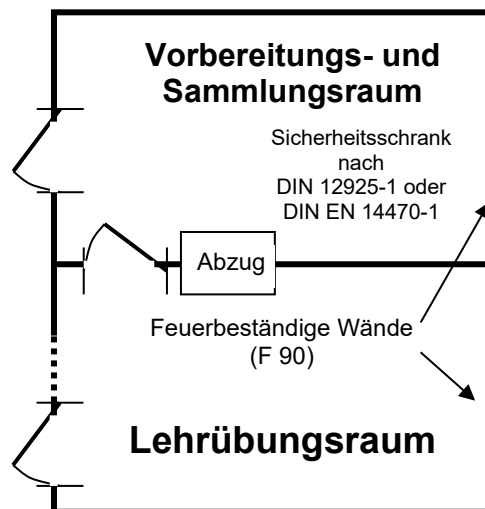 Vorbereitungs- und
Sammlungsraum
Sicherheitsschrank
nach
DIN 12925-1 oder
DIN EN 14470-1
Abzug
Feuerbeständige Wände
(F 90)
Lehrübungsraum